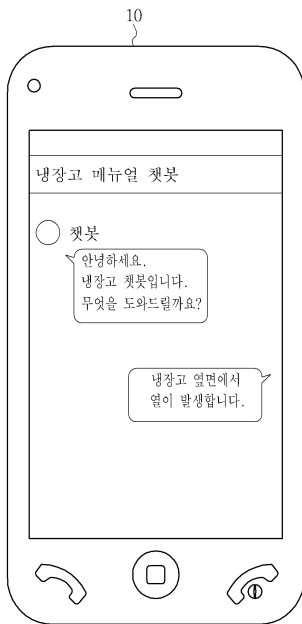 10
냉장고 매뉴얼 챗봇
챗봇
안녕하세요.
냉장고 챗봇입니다.
무엇을 도와드릴까요?
냉장고 옆면에서
열이 발생합니다.